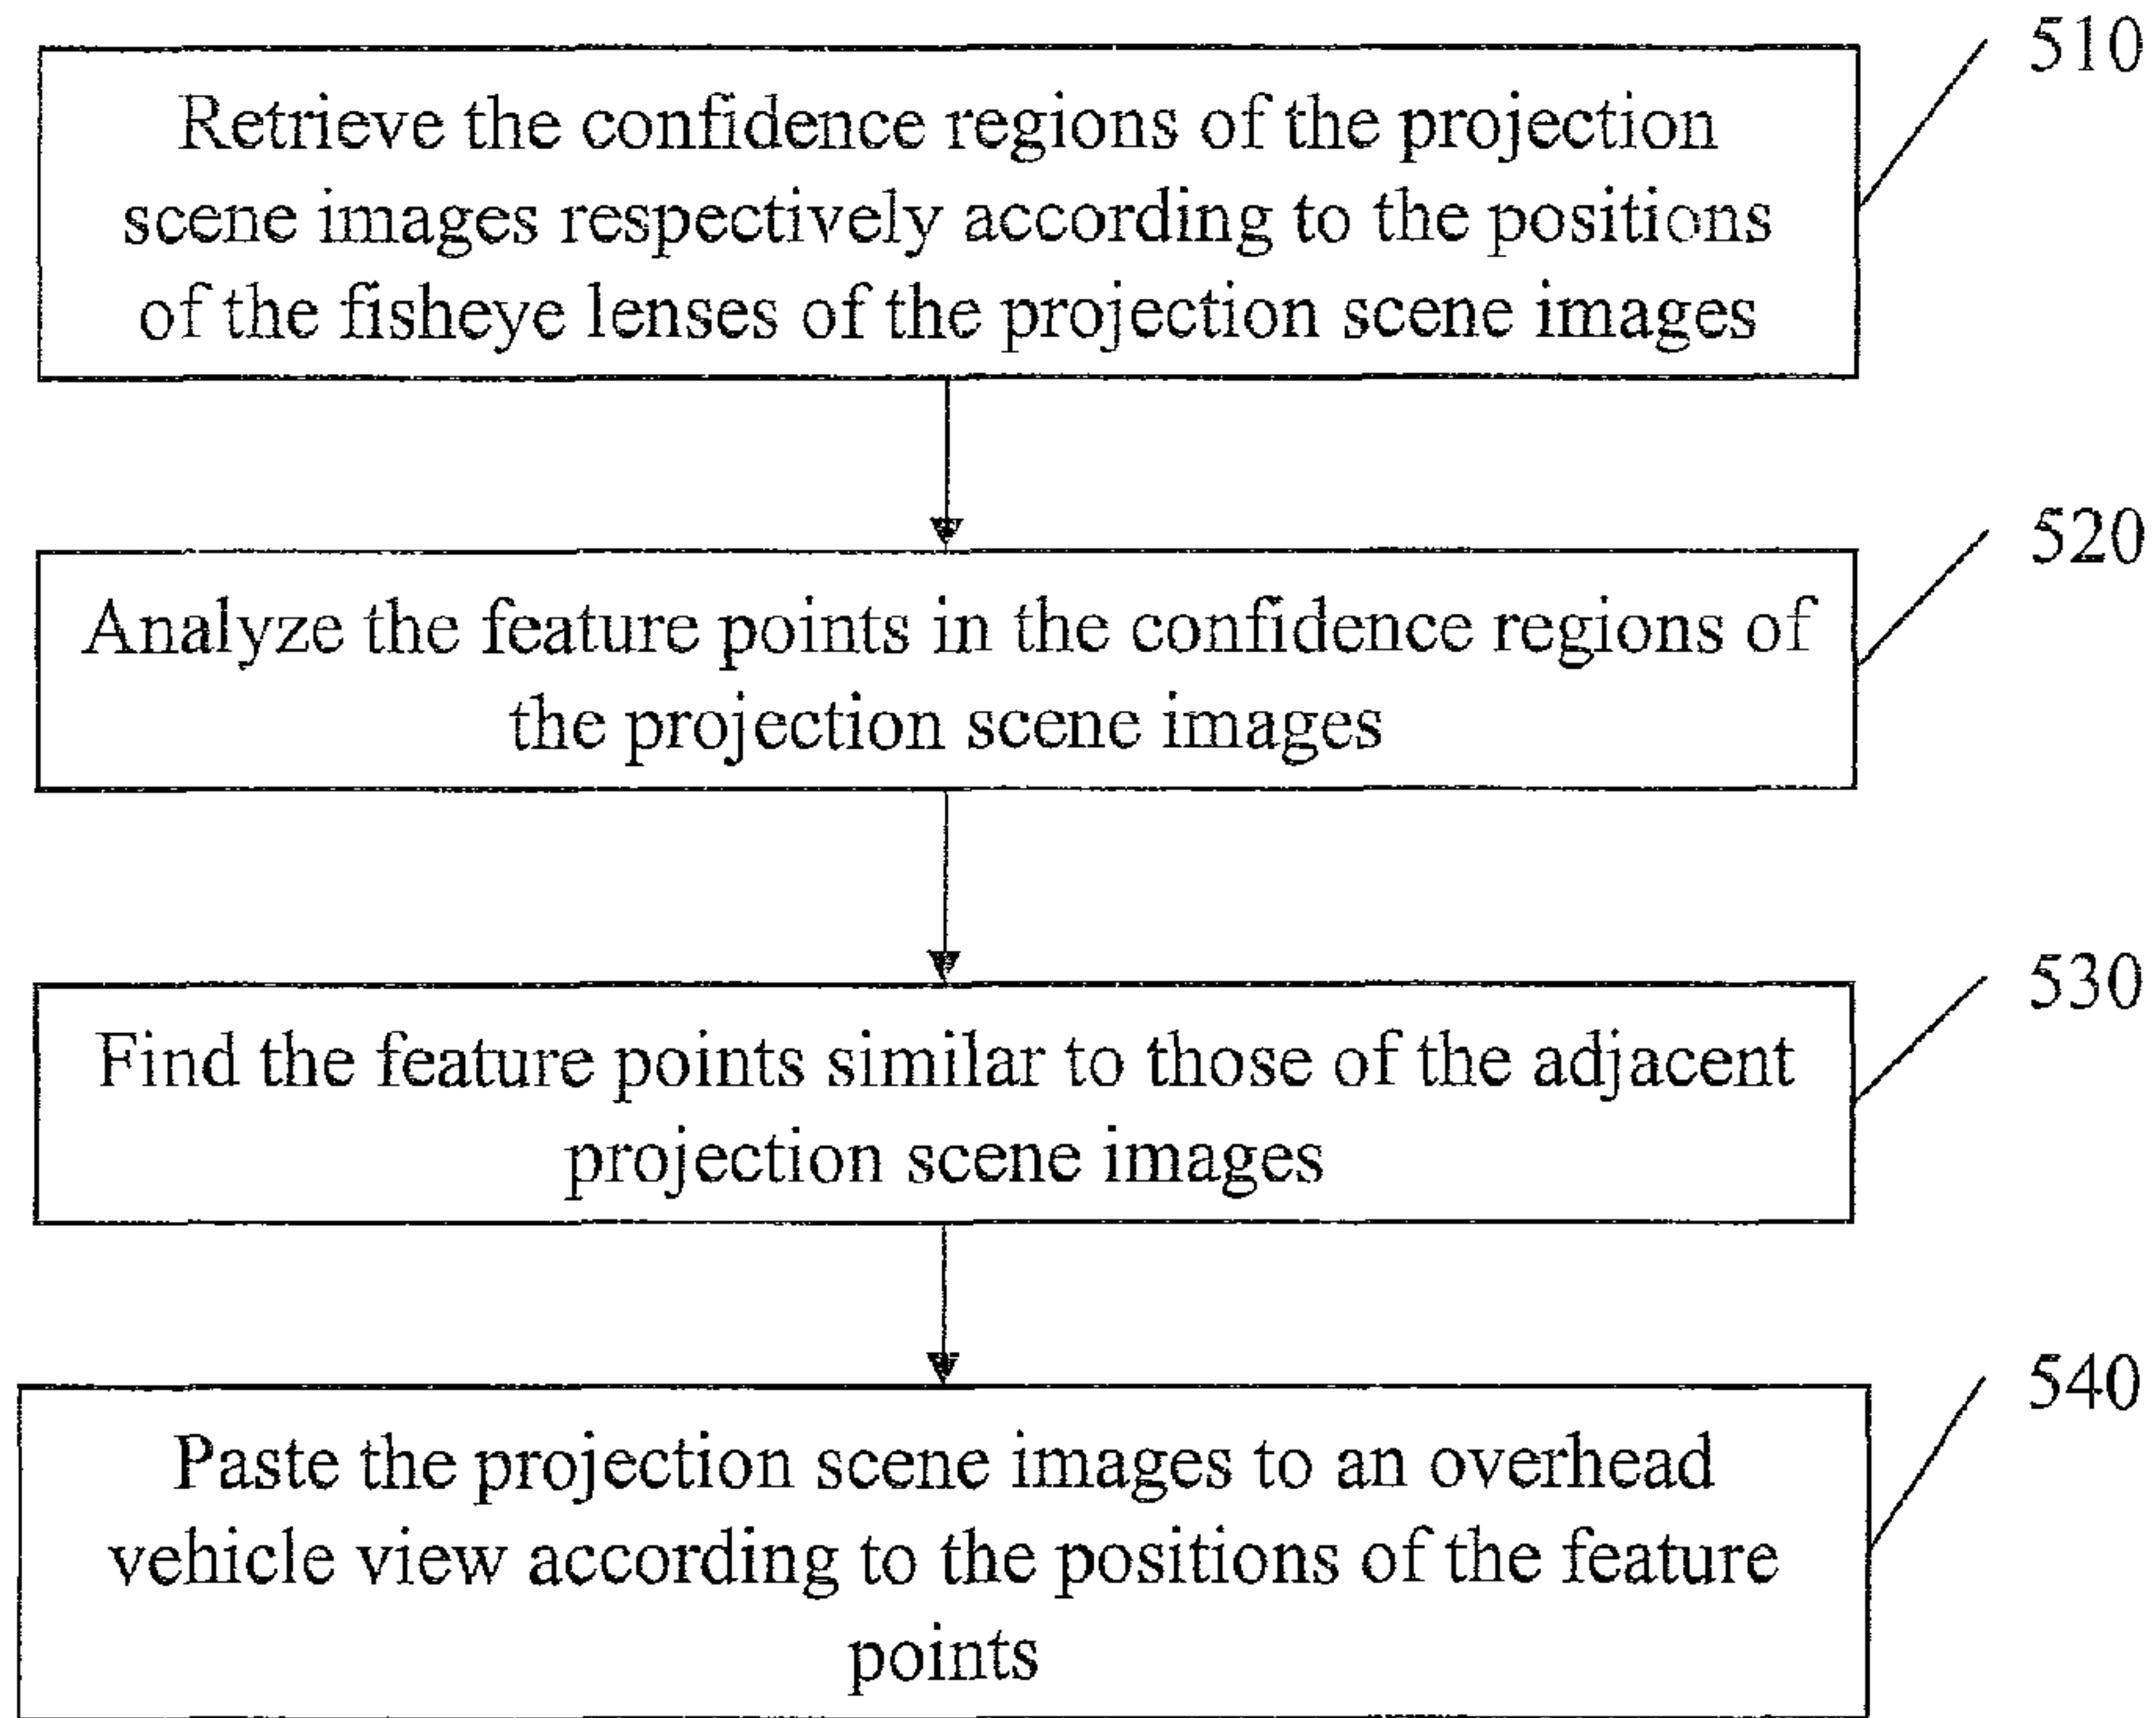 510
Retrieve the confidence regions of the projection
scene images respectively according to the positions
of the fisheye lenses of the projection scene images
520
Analyze the feature points in the confidence regions of
the projection scene images
530
Find the feature points similar to those of the adjacent
projection scene images
540
Paste the projection scene images to an overhead
vehicle view according to the positions of the feature
points